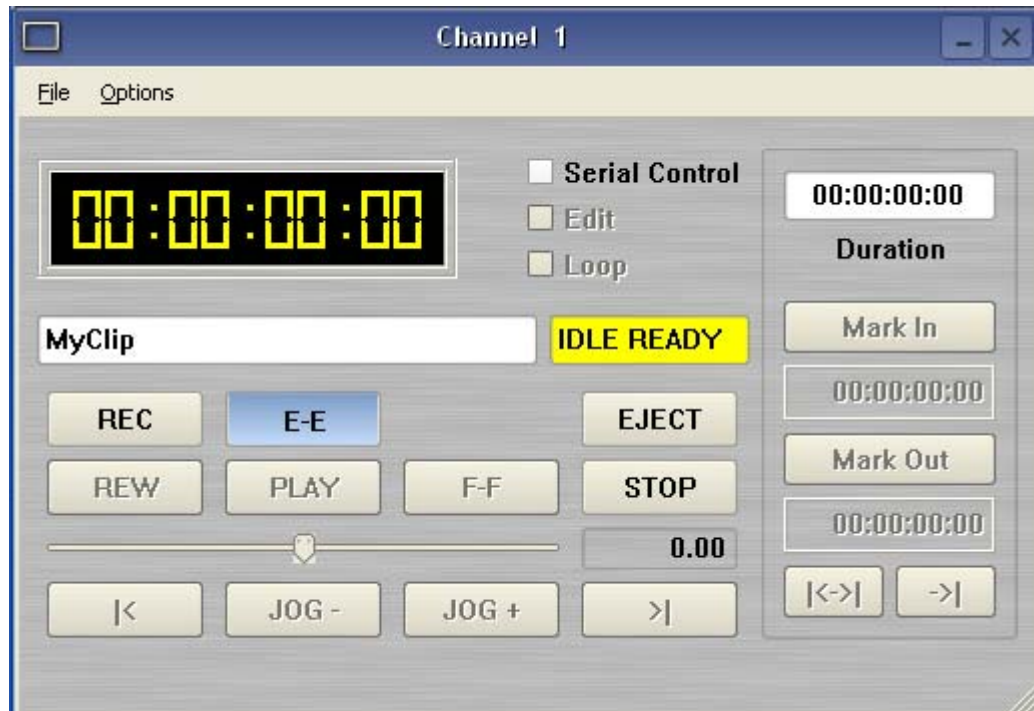 Channel 1
File Options
00:00:00:00
Serial Control
Edit
Loop
00:00:00:00
Duration
MyClip
IDLE READY
Mark In
00:00:00:00
Mark Out
00:00:00:00
|<->| ->|
REC E-E EJECT
REW PLAY F-F STOP
0.00
|< JOG - JOG + >|